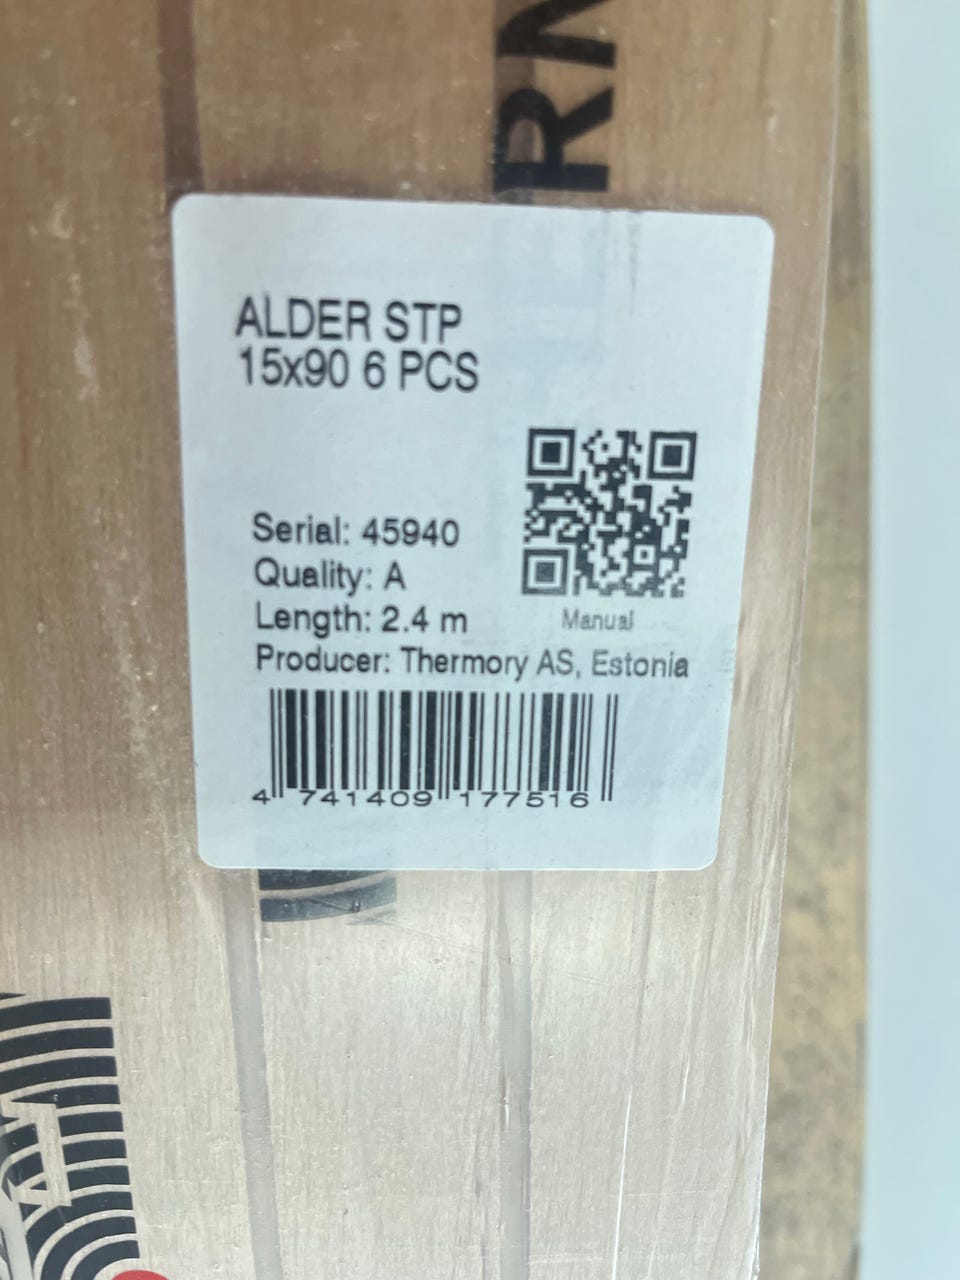 ALDER STP
15x90 6 PCS
Serial: 45940
Quality: A
Length: 2.4 m
Manual
Producer: Thermory AS, Estonia
4 741409 177516